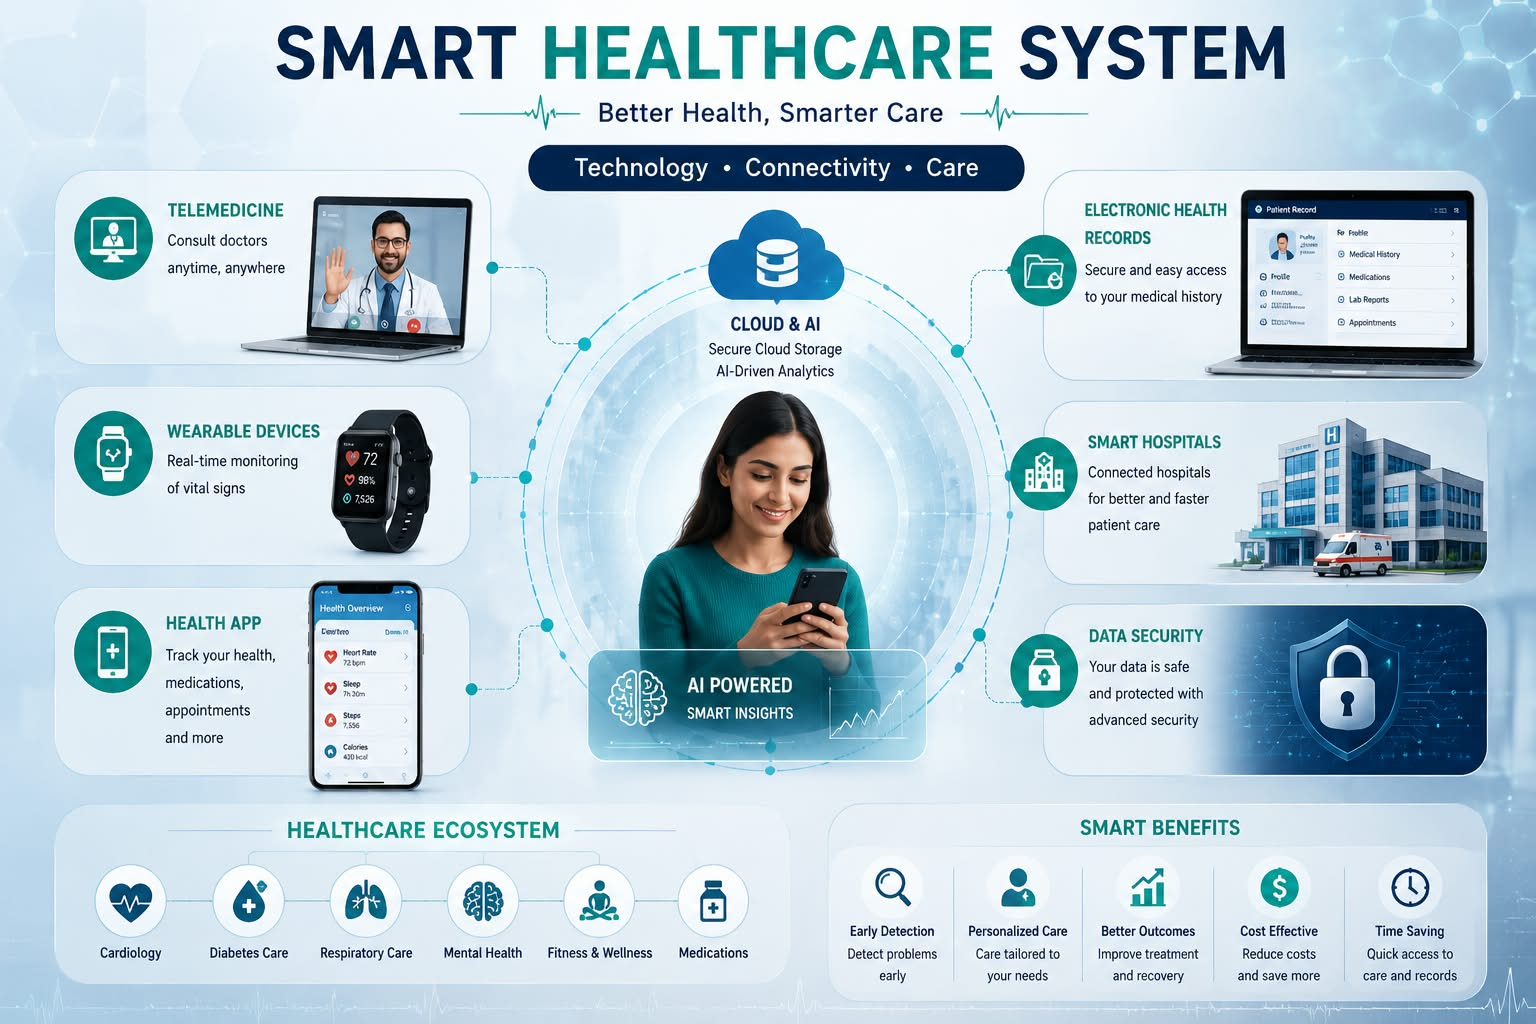 SMART HEALTHCARE SYSTEM
Better Health, Smarter Care
Technology • Connectivity • Care
TELEMEDICINE
Consult doctors
anytime, anywhere
WEARABLE DEVICES
Real-time monitoring
of vital signs
72
98%
7,526
HEALTH APP
Track your health,
medications,
appointments
and more
Health Overview
Heart Rate
72 bpm
Sleep
7h 30m
Steps
7,556
Calories
CLOUD & AI
Secure Cloud Storage
AI-Driven Analytics
AI POWERED
SMART INSIGHTS
ELECTRONIC HEALTH
RECORDS
Secure and easy access
to your medical history
Patient Record
Profile
Profile
Medical History
Medications
Lab Reports
Appointments
SMART HOSPITALS
Connected hospitals
for better and faster
patient care
H
DATA SECURITY
Your data is safe
and protected with
advanced security
HEALTHCARE ECOSYSTEM
Cardiology
Diabetes Care
Respiratory Care
Mental Health
Fitness & Wellness
Medications
SMART BENEFITS
Early Detection
Detect problems
early
Personalized Care
Care tailored to
your needs
Better Outcomes
Improve treatment
and recovery
Cost Effective
Reduce costs
and save more
Time Saving
Quick access to
care and records